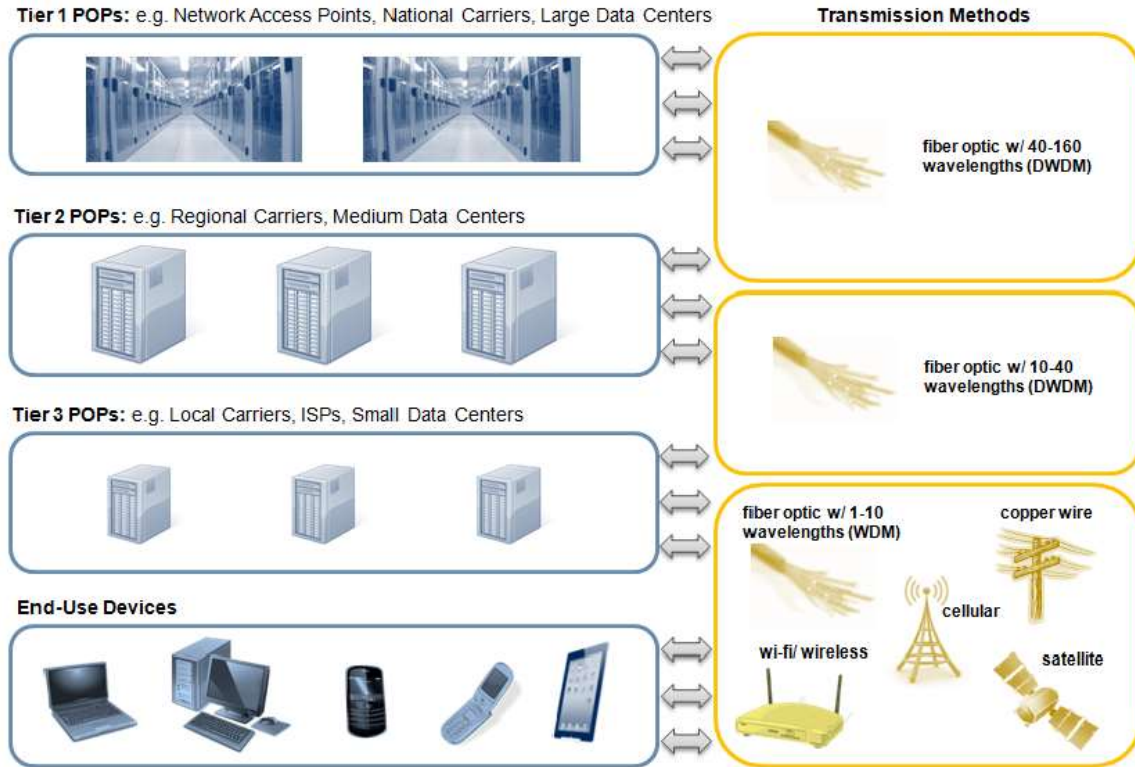 Tier 1 POPs: e.g. Network Access Points, National Carriers, Large Data Centers
Transmission Methods
fiber optic w/ 40-160
wavelengths (DWDM)
Tier 2 POPs: e.g. Regional Carriers, Medium Data Centers
fiber optic w/ 10-40
wavelengths (DWDM)
Tier 3 POPs: e.g. Local Carriers, ISPs, Small Data Centers
fiber optic w/ 1-10
wavelengths (WDM)
copper wire
cellular
End-Use Devices
wi-fi/ wireless
satellite